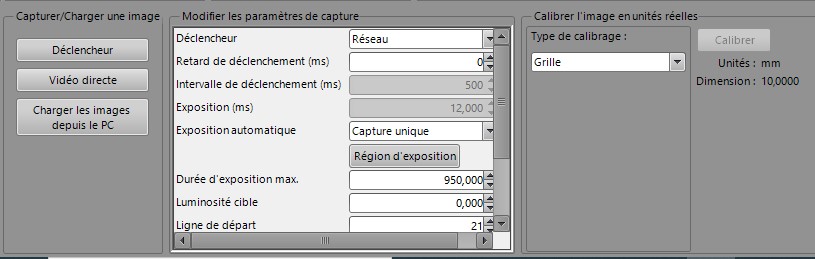 Capturer/Charger une image
Déclencheur
Vidéo directe
Charger les images
depuis le PC
Modifier les paramètres de capture
Déclencheur Réseau
Retard de déclenchement (ms) 0
Intervalle de déclenchement (ms) 500
Exposition (ms) 12,000
Exposition automatique Capture unique
Région d'exposition
Durée d'exposition max. 950,000
Luminosité cible 0,000
Ligne de départ 21
Calibrer l'image en unités réelles
Type de calibrage :
Grille
Calibrer
Unités : mm
Dimension : 10,0000